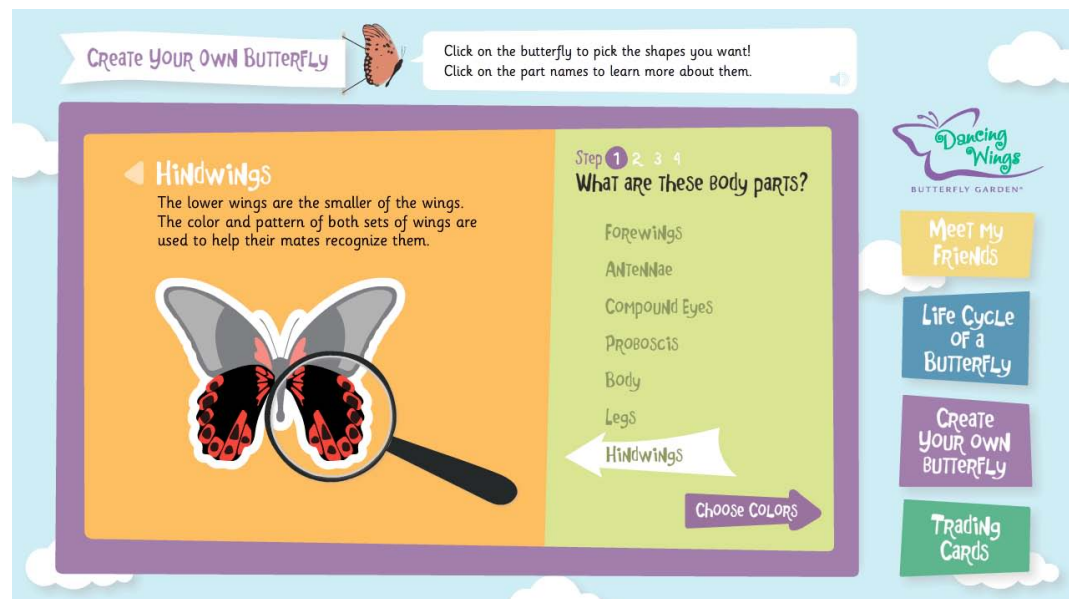 Create Your Own Butterfly
Click on the butterfly to pick the shapes you want!
Click on the part names to learn more about them.
Hindwings
The lower wings are the smaller of the wings.
The color and pattern of both sets of wings are
used to help their mates recognize them.
Step 1 2 3 4
What are these body parts?
Forewings
Antennae
Compound Eyes
Proboscis
Body
Legs
Hindwings
Choose Colors
Dancing
Wings
BUTTERFLY GARDEN®
Meet My
Friends
Life Cycle
of a
Butterfly
Create
Your Own
Butterfly
Trading
Cards